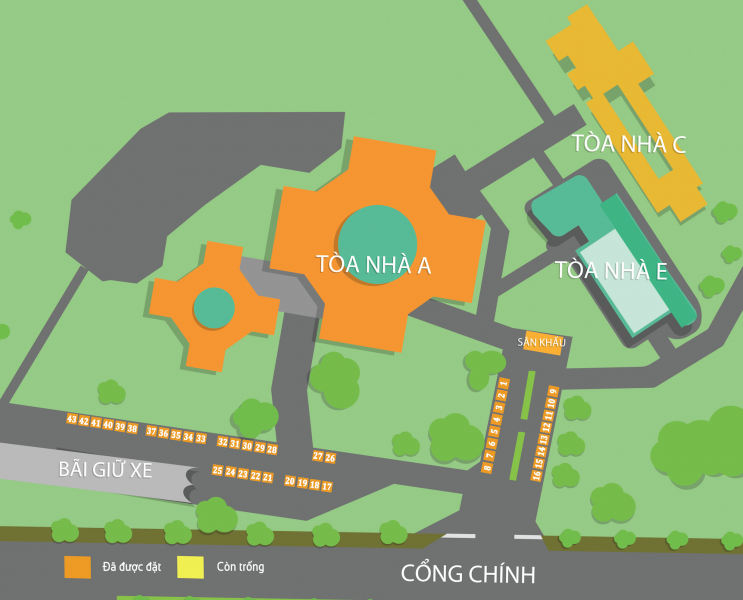 TÒA NHÀ C
TÒA NHÀ A
TÒA NHÀ E
SÂN KHẤU
1
2
3
4
5
6
7
8
9
10
11
12
13
14
15
16
43 42 41 40 39 38 37 36 35 34 33 32 31 30 29 28
27 26
BÃI GIỮ XE
25 24 23 22 21 20 19 18 17
Đã được đặt
Còn trống
CỔNG CHÍNH